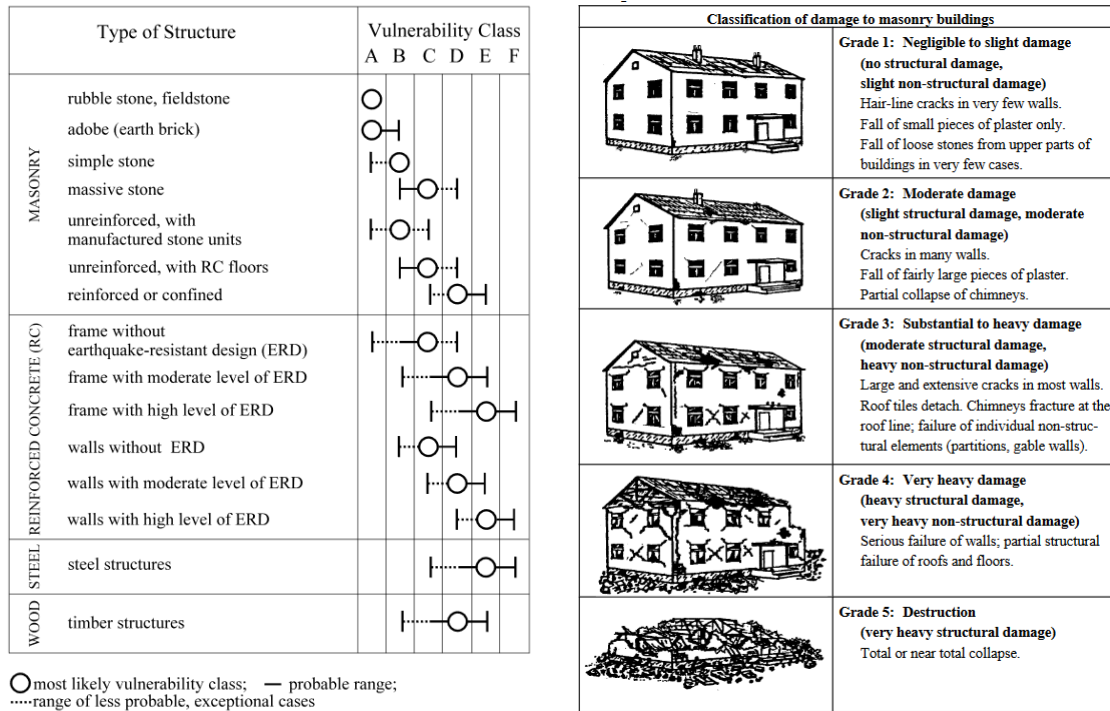 Type of Structure
Vulnerability Class
A B C D E F
MASONRY
rubble stone, fieldstone
adobe (earth brick)
simple stone
massive stone
unreinforced, with
manufactured stone units
unreinforced, with RC floors
reinforced or confined
REINFORCED CONCRETE (RC)
frame without
earthquake-resistant design (ERD)
frame with moderate level of ERD
frame with high level of ERD
walls without ERD
walls with moderate level of ERD
walls with high level of ERD
STEEL
steel structures
WOOD
timber structures
most likely vulnerability class; probable range;
range of less probable, exceptional cases
Classification of damage to masonry buildings
Grade 1: Negligible to slight damage
(no structural damage,
slight non-structural damage)
Hair-line cracks in very few walls.
Fall of small pieces of plaster only.
Fall of loose stones from upper parts of
buildings in very few cases.
Grade 2: Moderate damage
(slight structural damage, moderate
non-structural damage)
Cracks in many walls.
Fall of fairly large pieces of plaster.
Partial collapse of chimneys.
Grade 3: Substantial to heavy damage
(moderate structural damage,
heavy non-structural damage)
Large and extensive cracks in most walls.
Roof tiles detach. Chimneys fracture at the
roof line; failure of individual non-struc-
tural elements (partitions, gable walls).
Grade 4: Very heavy damage
(heavy structural damage,
very heavy non-structural damage)
Serious failure of walls; partial structural
failure of roofs and floors.
Grade 5: Destruction
(very heavy structural damage)
Total or near total collapse.